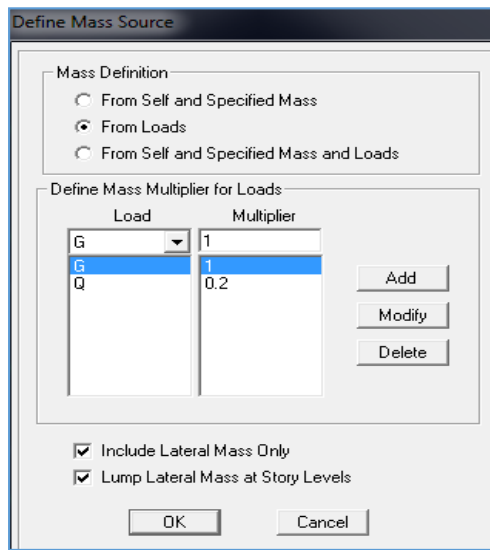 Define Mass Source
Mass Definition
From Self and Specified Mass
From Loads
From Self and Specified Mass and Loads
Define Mass Multiplier for Loads
Load Multiplier
G 1
G 1
Q 0.2
Add
Modify
Delete
Include Lateral Mass Only
Lump Lateral Mass at Story Levels
OK Cancel